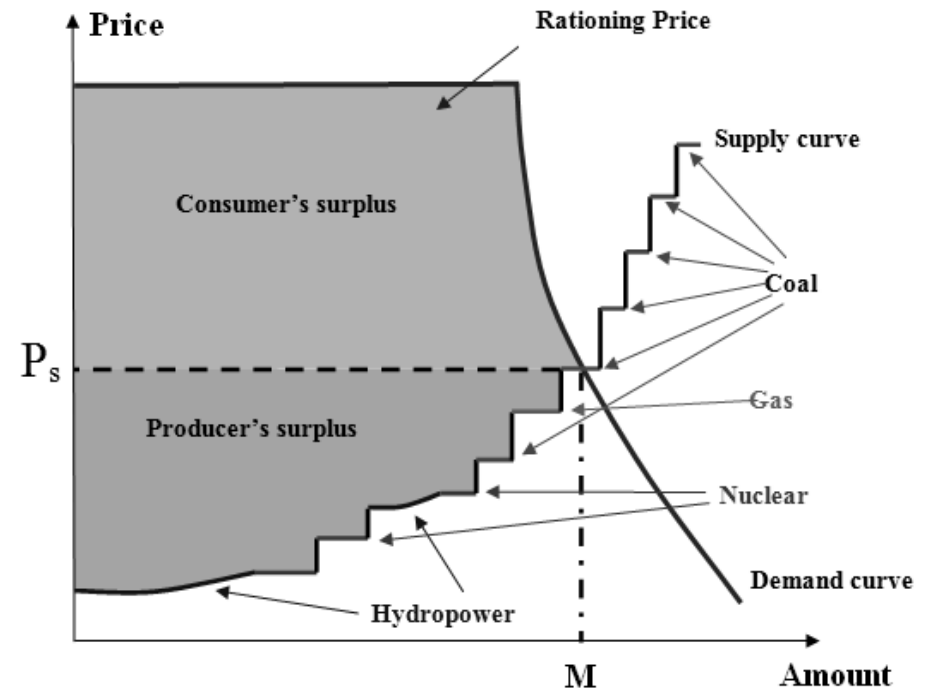 Price
Rationing Price
Supply curve
Consumer's surplus
Coal
Ps
Gas
Producer's surplus
Nuclear
Demand curve
Hydropower
M
Amount